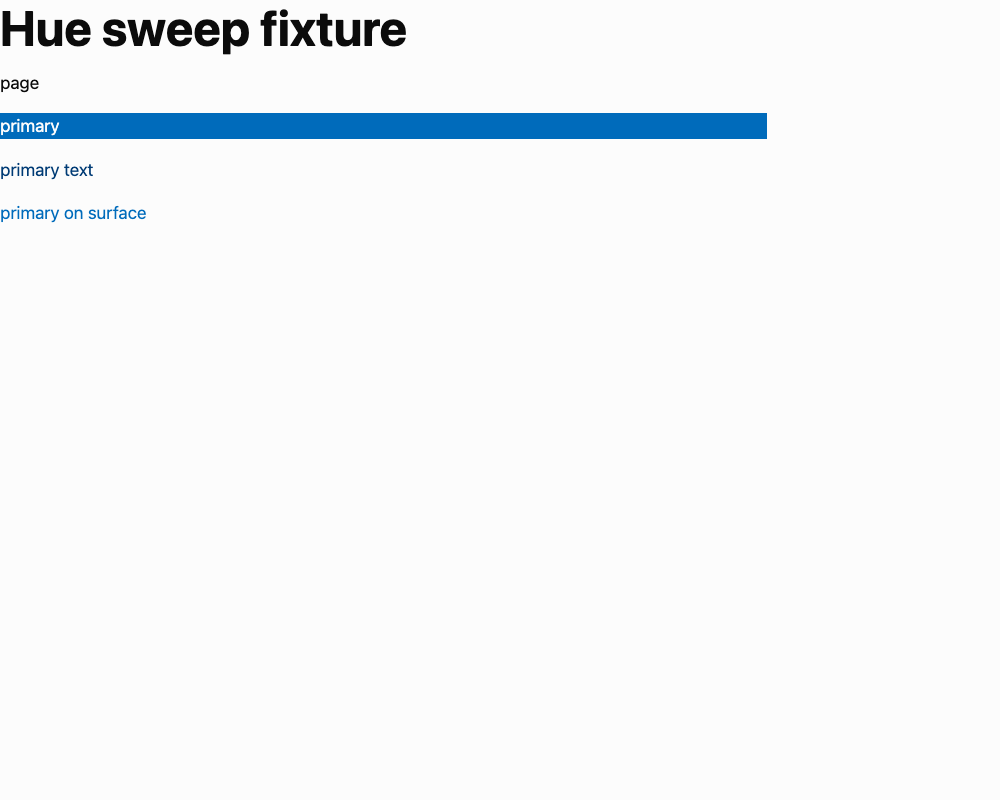 Hue sweep fixture
page
primary
primary text
primary on surface